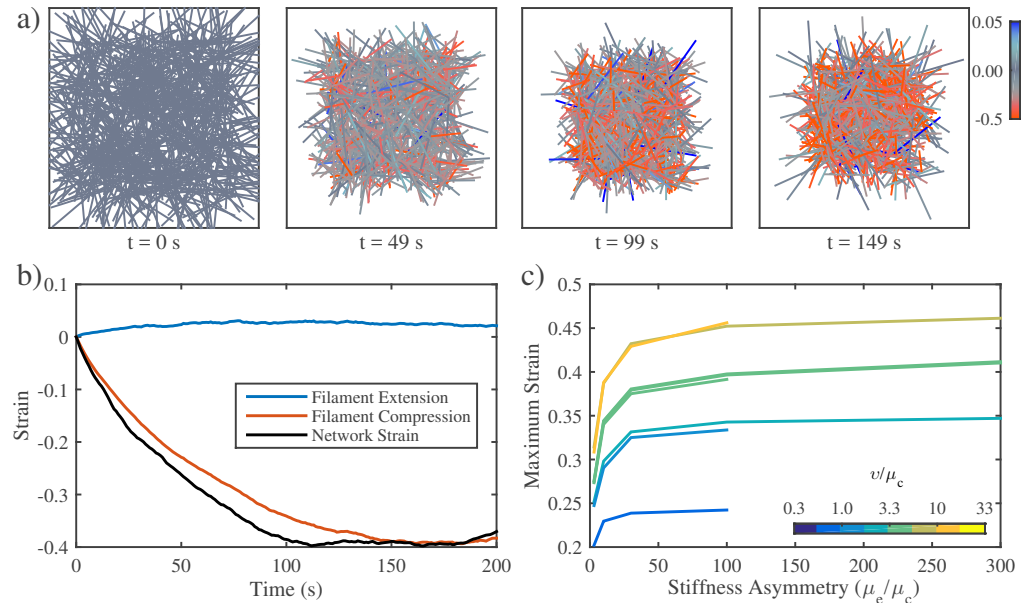 a)
0.05
0.00
-0.5
t = 0 s
t = 49 s
t = 99 s
t = 149 s
b)
0.1
0
-0.1
-0.2
-0.3
-0.4
Strain
Filament Extension
Filament Compression
Network Strain
0 50 100 150 200
Time (s)
c)
0.5
0.45
0.4
0.35
0.3
0.25
0.2
Maximum Strain
υ/μc
0.3 1.0 3.3 10 33
0 50 100 150 200 250 300
Stiffness Asymmetry (μe/μc)